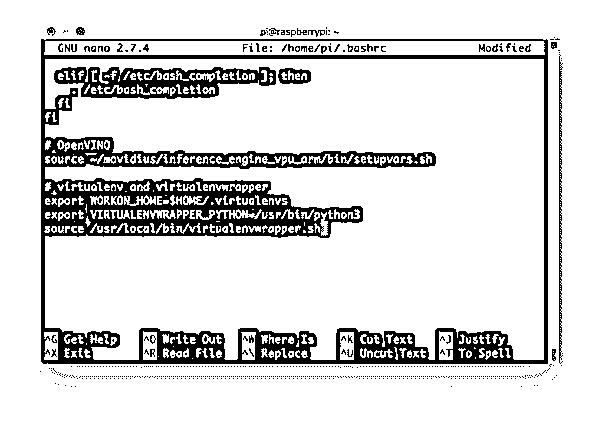 pi@raspberrypi: ~
GNU nano 2.7.4 File: /home/pi/.bashrc Modified
elif [ -f /etc/bash_completion ]; then
. /etc/bash_completion
fi
fi
# OpenVINO
source ~/movidius/inference_engine_vpu_arm/bin/setupvars.sh
# virtualenv and virtualenvwrapper
export WORKON_HOME=$HOME/.virtualenvs
export VIRTUALENVWRAPPER_PYTHON=/usr/bin/python3
source /usr/local/bin/virtualenvwrapper.sh
^G Get Help ^O Write Out ^W Where Is ^K Cut Text ^J Justify
^X Exit ^R Read File ^\ Replace ^U Uncut Text ^T To Spell